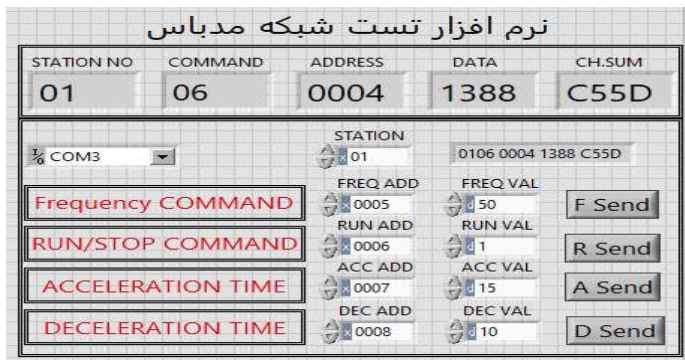 نرم افزار تست شبکه مدباس
STATION NO COMMAND ADDRESS DATA CH.SUM
01 06 0004 1388 C55D
STATION
I/O COM3 x 01 0106 0004 1388 C55D
FREQ ADD FREQ VAL
Frequency COMMAND x 0005 d 50 F Send
RUN ADD RUN VAL
RUN/STOP COMMAND x 0006 d 1 R Send
ACC ADD ACC VAL
ACCELERATION TIME x 0007 d 15 A Send
DEC ADD DEC VAL
DECELERATION TIME x 0008 d 10 D Send